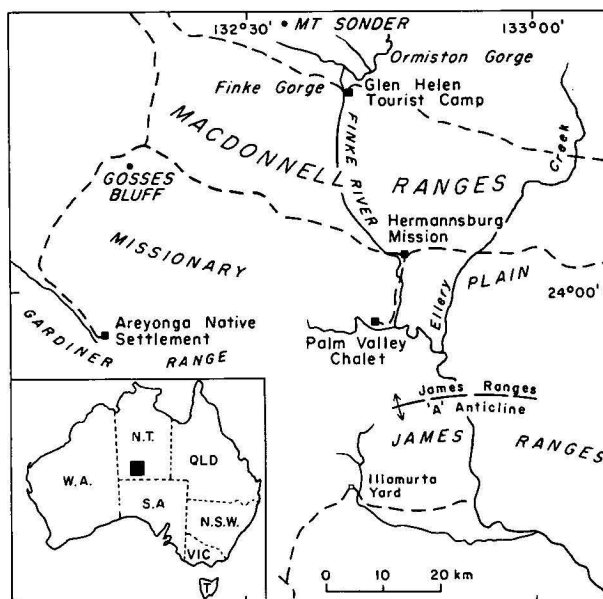 132°30'
133°00'
MT SONDER
Ormiston Gorge
Finke Gorge
Glen Helen
Tourist Camp
MACDONNELL
RANGES
FINKE RIVER
Creek
GOSSES
BLUFF
Hermannsburg
Mission
MISSIONARY
PLAIN
Ellery
24°00'
GARDINER
RANGE
Areyonga Native
Settlement
Palm Valley
Chalet
James Ranges
'A' Anticline
JAMES
RANGES
Illamurta
Yard
N.T.
W.A.
QLD
S.A
N.S.W.
VIC
T
0 10 20 km